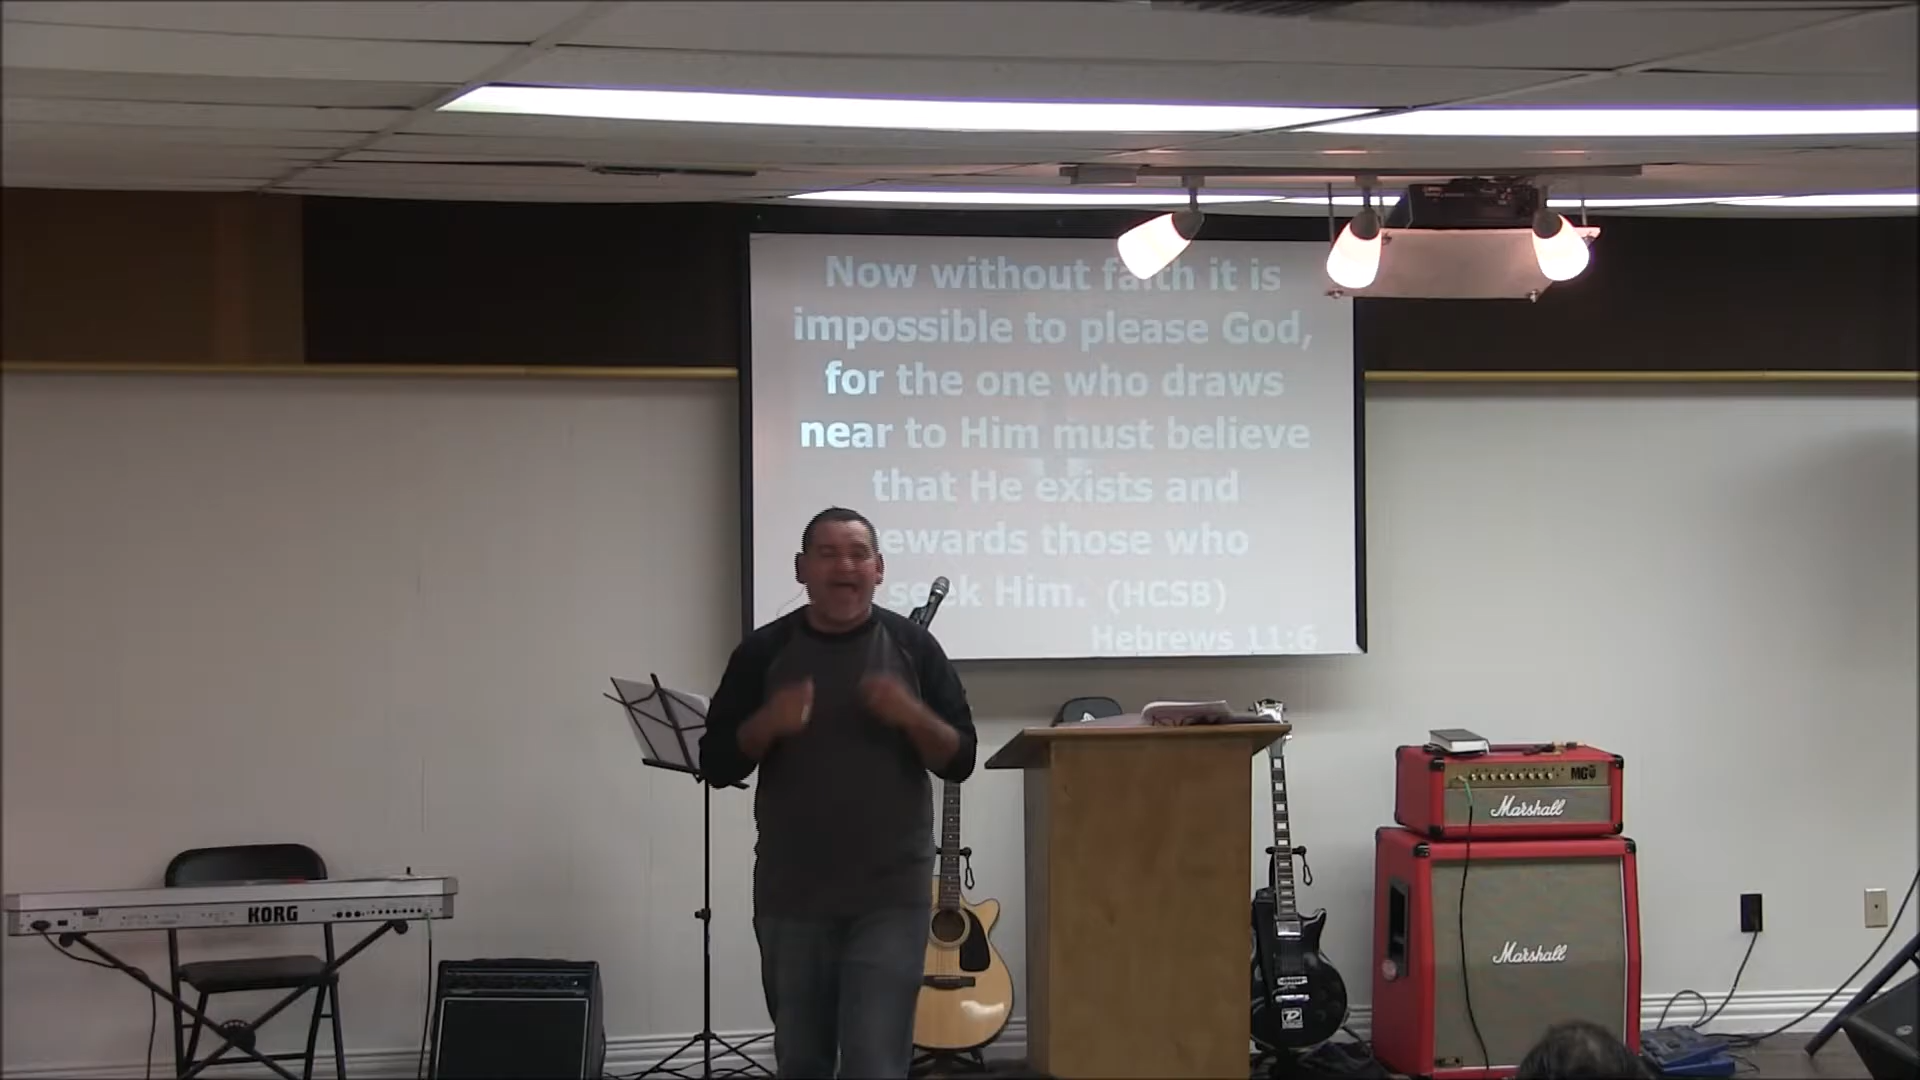 Now without faith it is
impossible to please God,
for the one who draws
near to Him must believe
that He exists and
ewards those who
seek Him. (HCSB)
Hebrews 11:6
KORG
MG
Marshall
Marshall